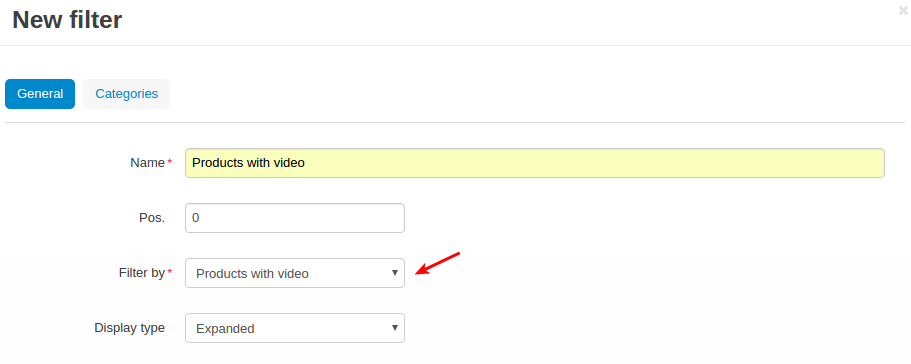 New filter
General Categories
Name* Products with video
Pos. 0
Filter by* Products with video
Display type Expanded